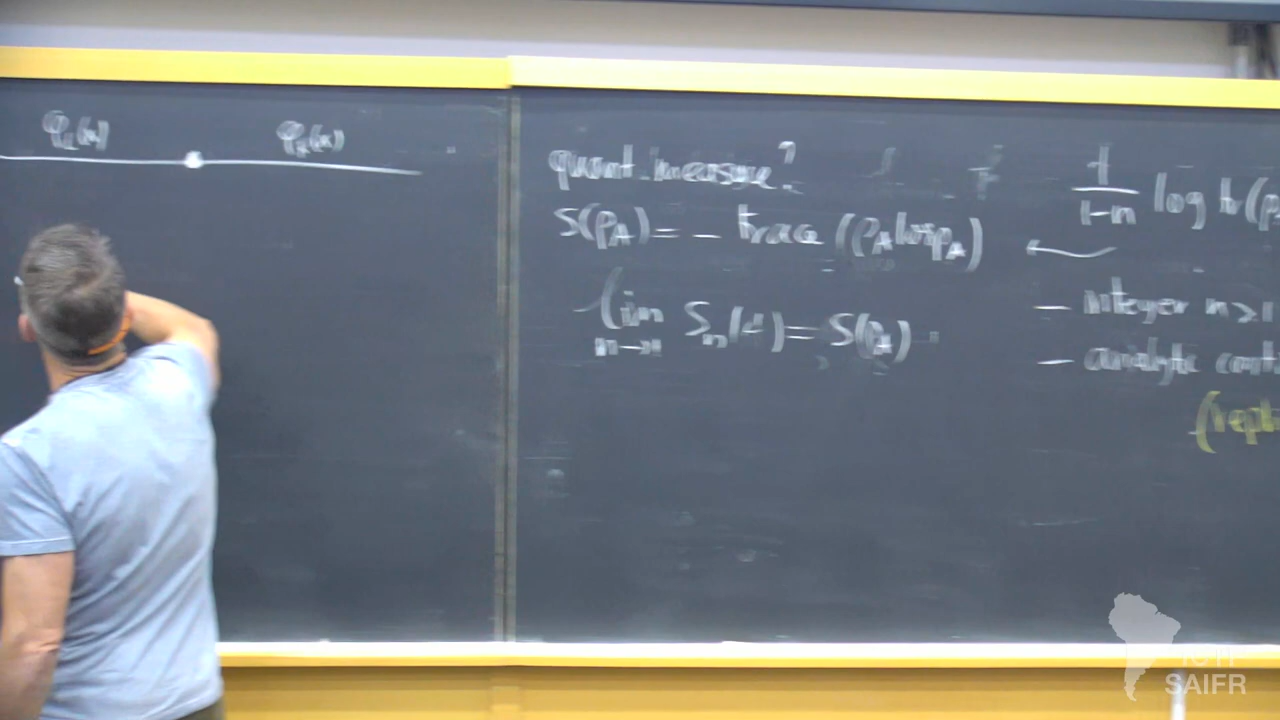 φ_L(x) φ_R(x)
quant. measure?
S(ρ_A) = - trace (ρ_A log ρ_A)
lim_{n→1} S_n(A) = S(ρ_A)
1/(1-n) log tr(ρ
- integer n>1
- analytic cont
(repl
ICTP
SAIFR